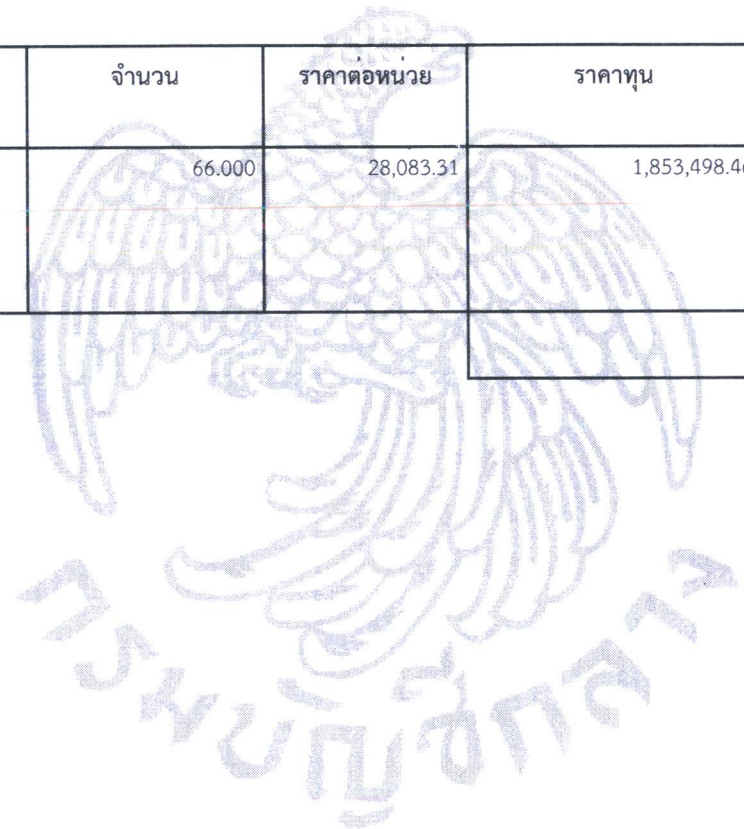 จำนวน ราคาต่อหน่วย ราคาทุน
66.000 28,083.31 1,853,498.46
กรมบัญชีกลาง